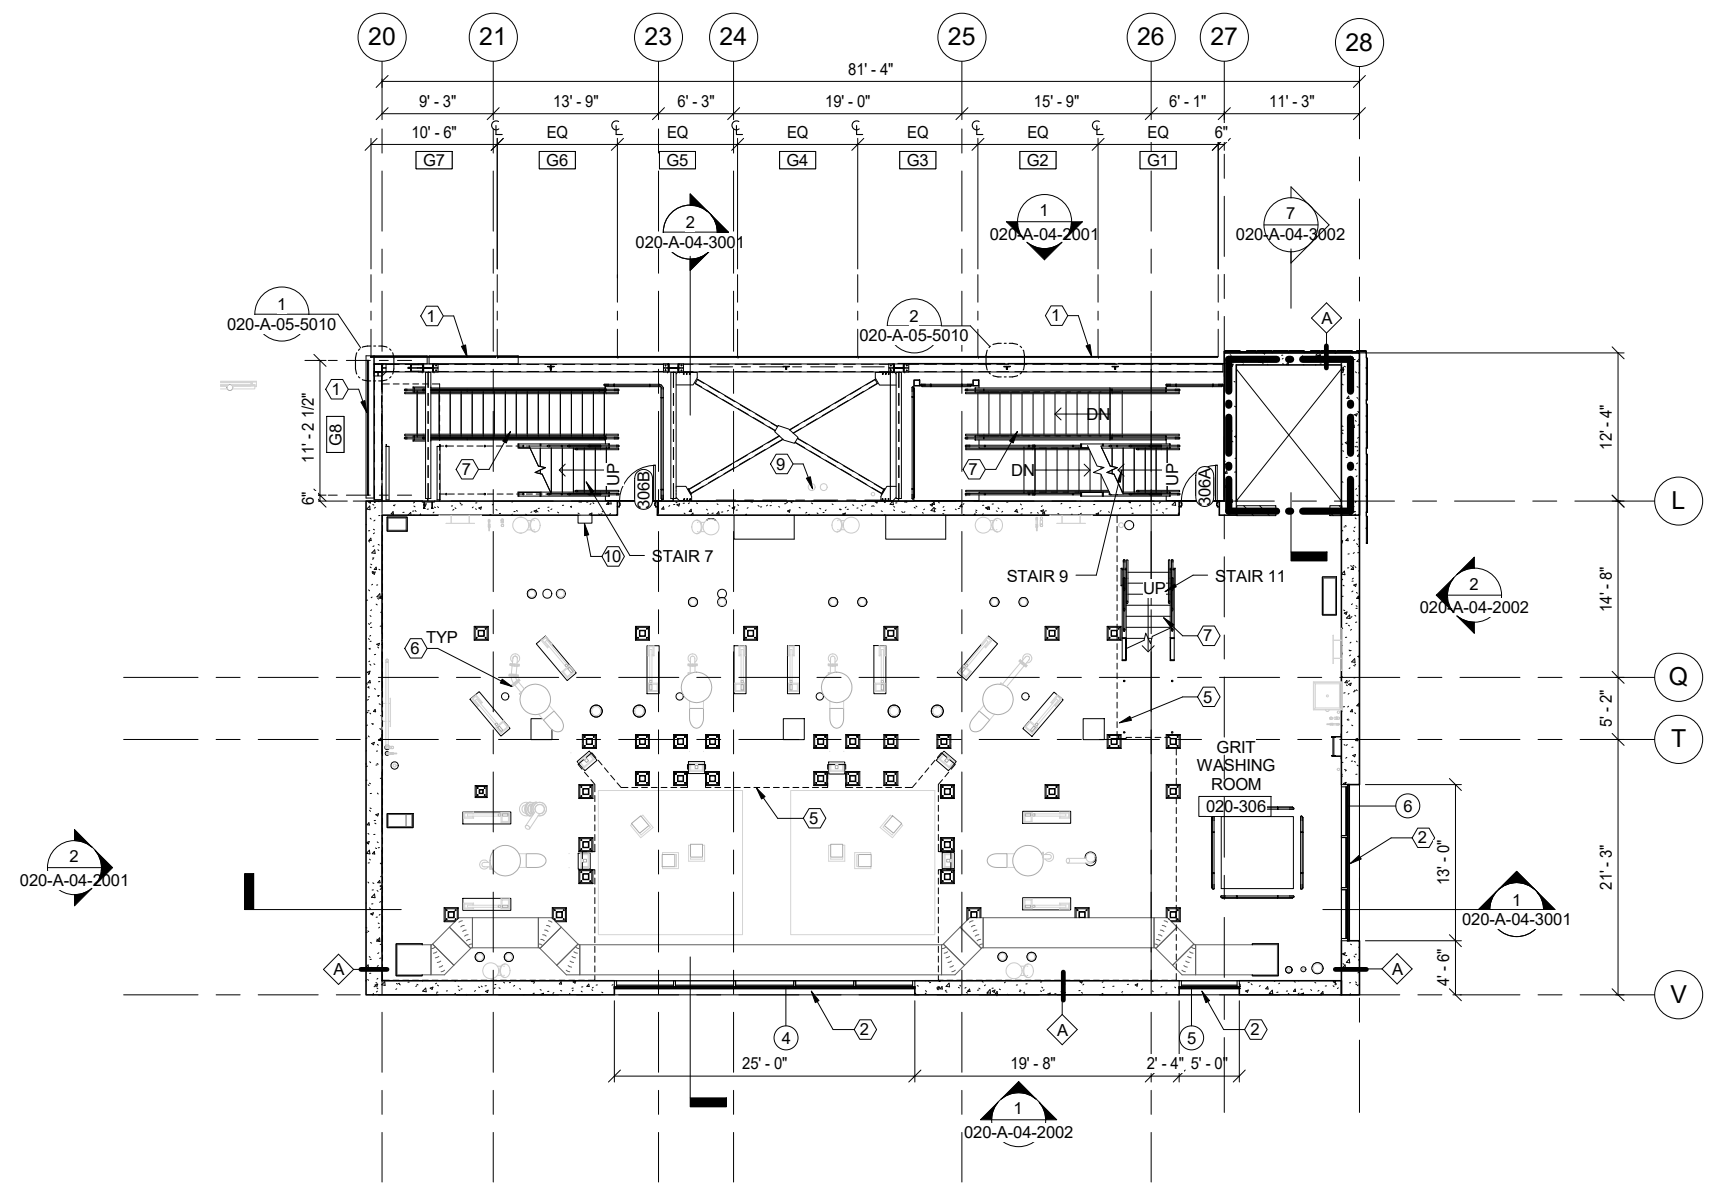 20 21 23 24 25 26 27 28
81' - 4"
9' - 3" 13' - 9" 6' - 3" 19' - 0" 15' - 9" 6' - 1" 11' - 3"
10' - 6" ℄ EQ ℄ EQ ℄ EQ ℄ EQ ℄ EQ ℄ EQ 6"
G7 G6 G5 G4 G3 G2 G1
2
020-A-04-3001
1
020-A-04-2001
7
020-A-04-3002
1
020-A-05-5010
2
020-A-05-5010
1
1
A
1
11' - 2 1/2"
G8
6"
12' - 4"
DN
7
UP
306B
9
7
DN
UP
306A
L
10
STAIR 7
STAIR 9
UP
STAIR 11
2
020-A-04-2002
14' - 8"
7
TYP
6
Q
5
5' - 2"
T
GRIT
WASHING
ROOM
020-306
5
6
2
13' - 0"
21' - 3"
2
020-A-04-2001
1
020-A-04-3001
A
A
4' - 6"
V
4
2
A
5
2
25' - 0" 19' - 8" 2' - 4" 5' - 0"
1
020-A-04-2002